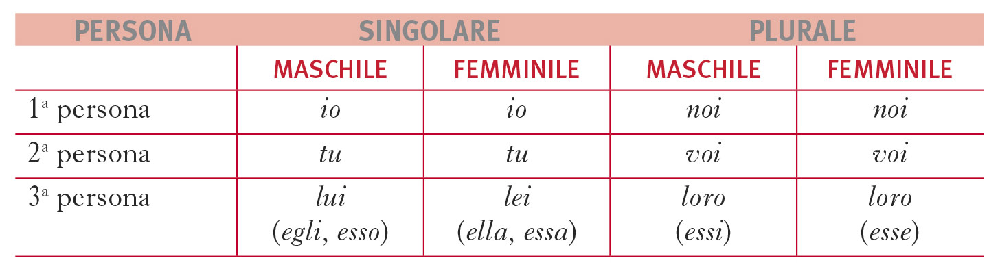 PERSONA SINGOLARE PLURALE
MASCHILE FEMMINILE MASCHILE FEMMINILE
1ª persona io io noi noi
2ª persona tu tu voi voi
3ª persona lui lei loro loro
(egli, esso) (ella, essa) (essi) (esse)